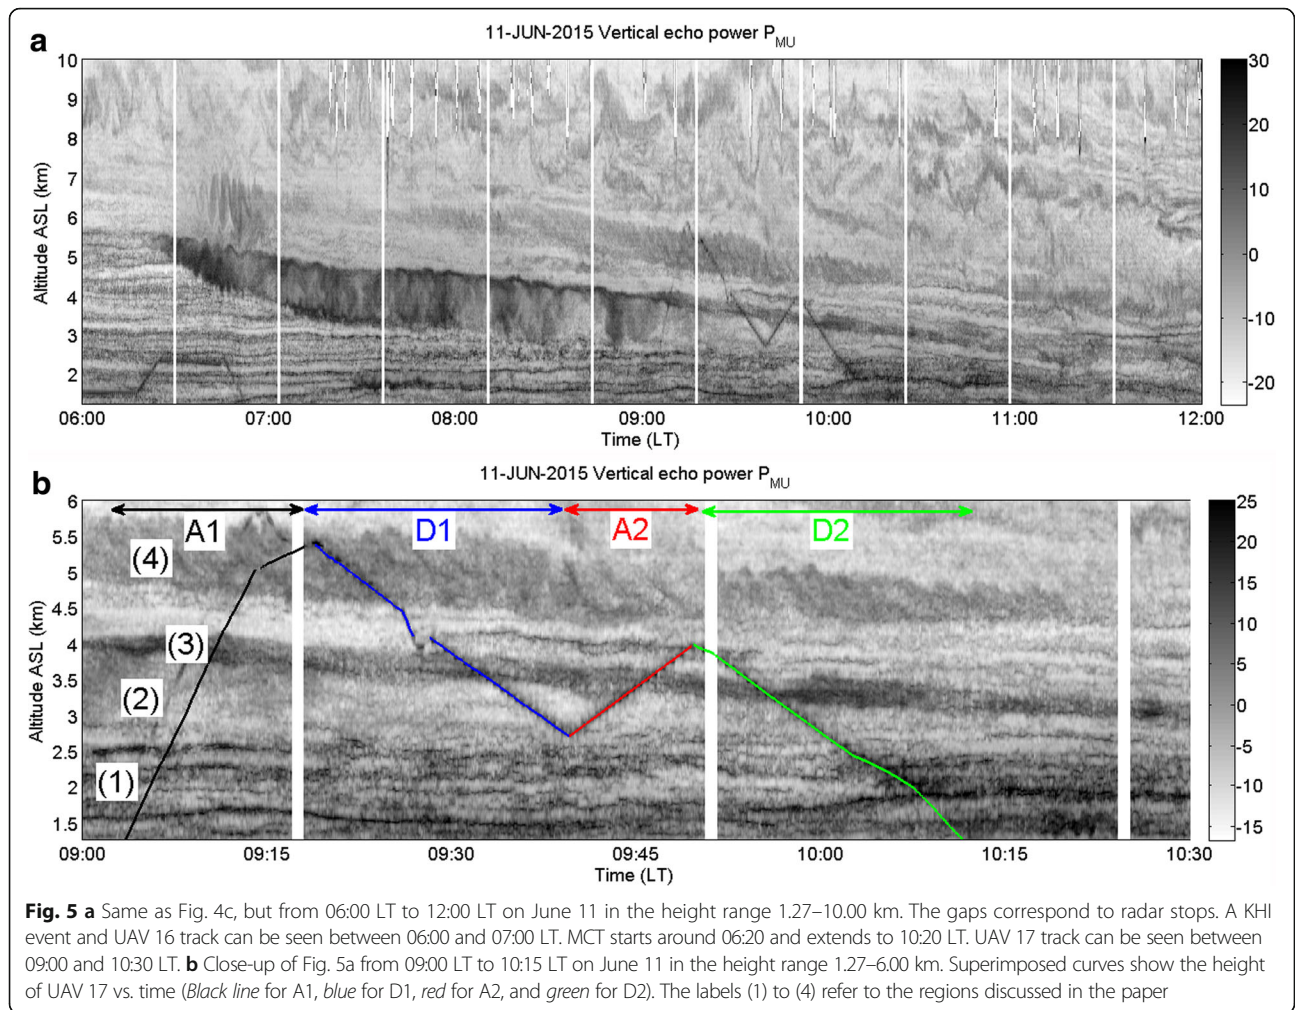 a
11-JUN-2015 Vertical echo power P_MU
10
9
8
7
6
5
4
3
2
Altitude ASL (km)
06:00 07:00 08:00 09:00 10:00 11:00 12:00
Time (LT)
30
20
10
0
-10
-20
b
11-JUN-2015 Vertical echo power P_MU
6
5.5
5
4.5
4
3.5
3
2.5
2
1.5
Altitude ASL (km)
A1 D1 A2 D2
(4)
(3)
(2)
(1)
09:00 09:15 09:30 09:45 10:00 10:15 10:30
Time (LT)
25
20
15
10
5
0
-5
-10
-15
Fig. 5 a Same as Fig. 4c, but from 06:00 LT to 12:00 LT on June 11 in the height range 1.27–10.00 km. The gaps correspond to radar stops. A KHI
event and UAV 16 track can be seen between 06:00 and 07:00 LT. MCT starts around 06:20 and extends to 10:20 LT. UAV 17 track can be seen between
09:00 and 10:30 LT. b Close-up of Fig. 5a from 09:00 LT to 10:15 LT on June 11 in the height range 1.27–6.00 km. Superimposed curves show the height
of UAV 17 vs. time (Black line for A1, blue for D1, red for A2, and green for D2). The labels (1) to (4) refer to the regions discussed in the paper